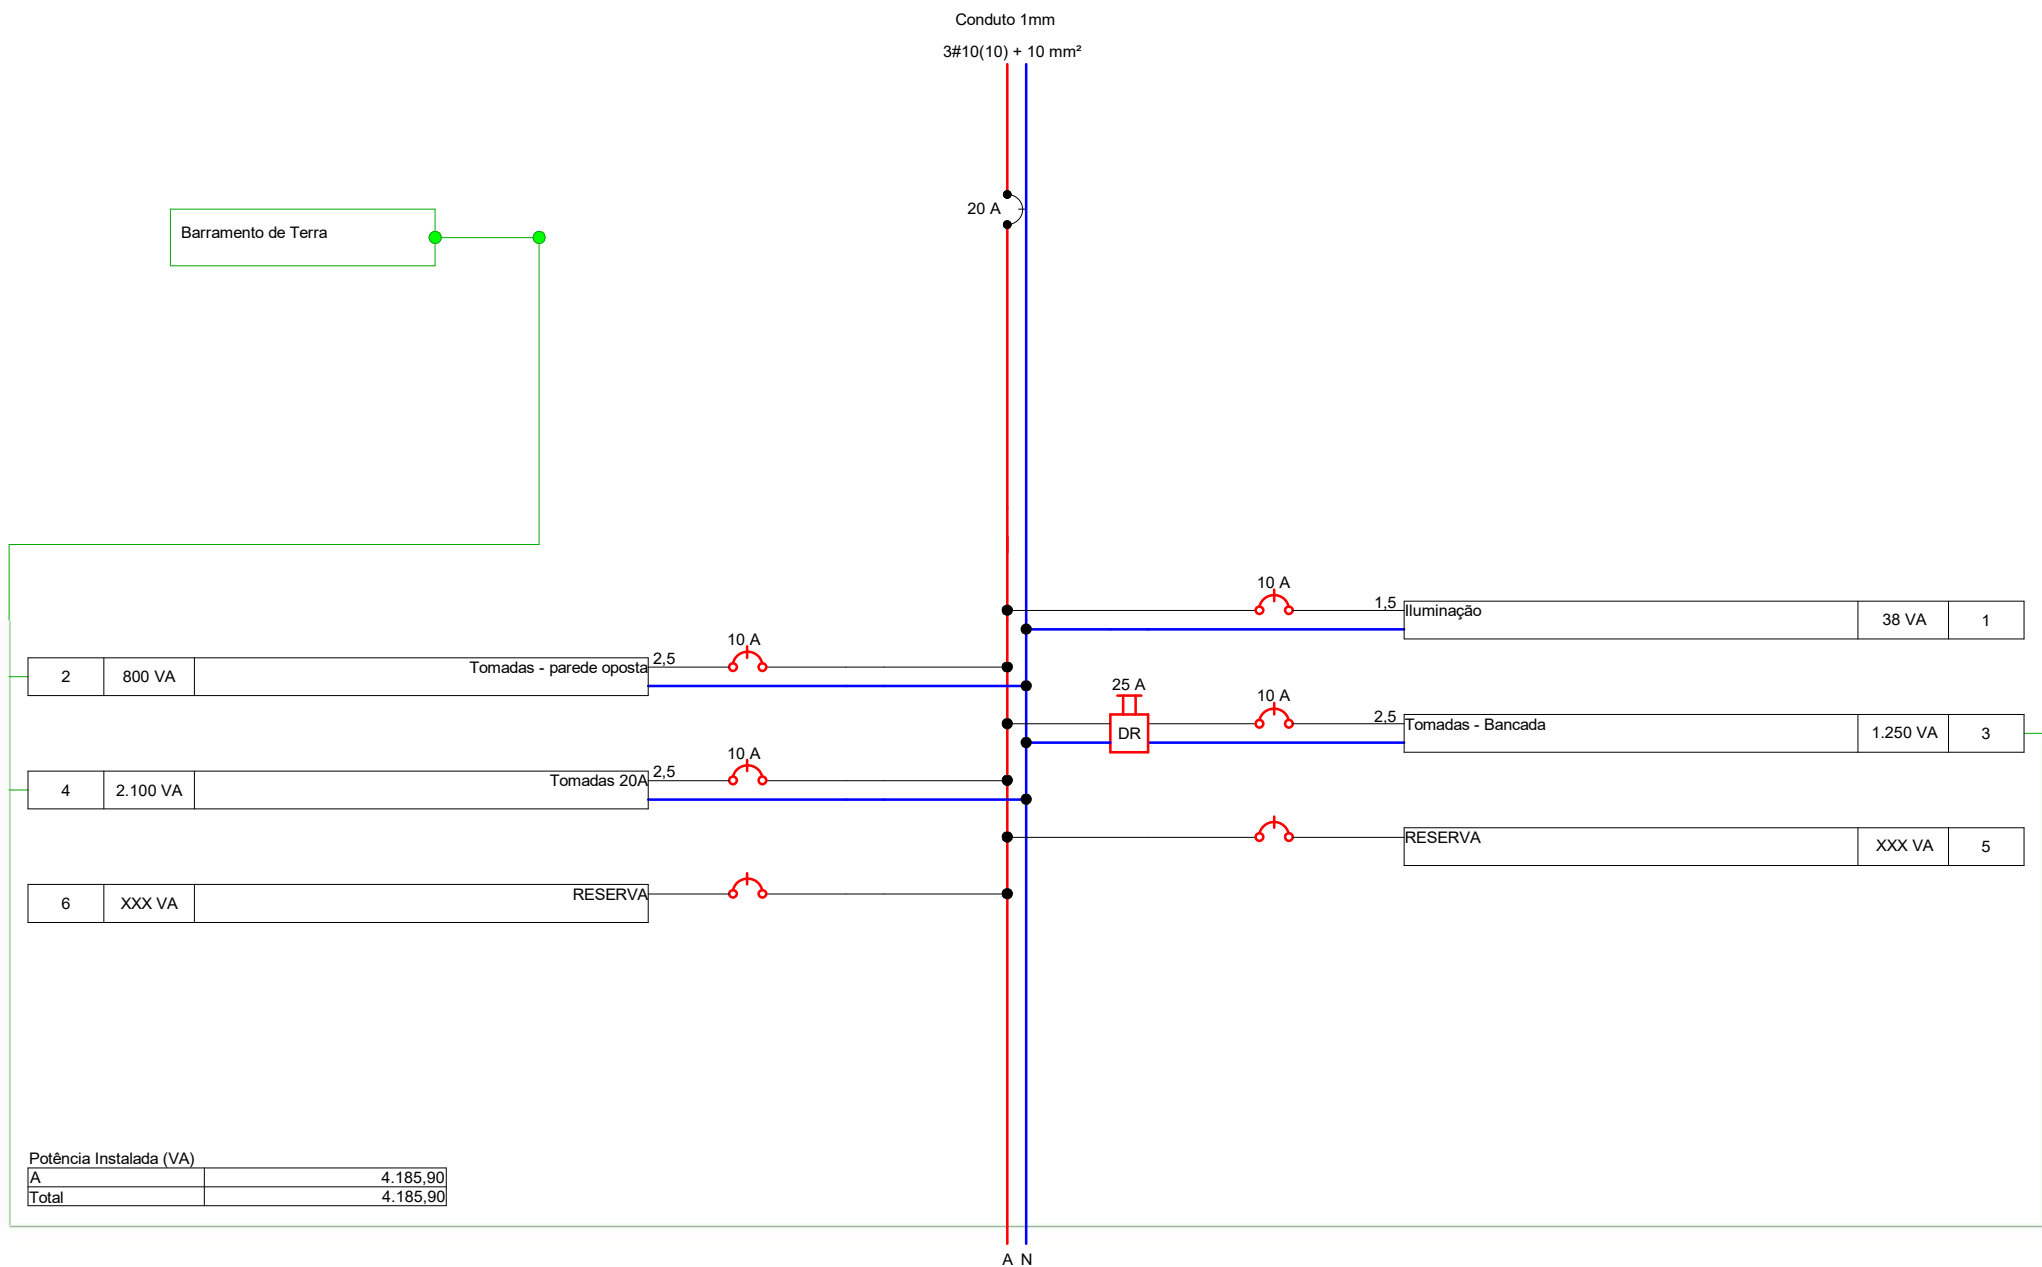 Conduto 1mm
3#10(10) + 10 mm²
20 A
Barramento de Terra
10 A
1,5
Iluminação
38 VA
1
10 A
2
800 VA
Tomadas - parede oposta
2,5
25 A
DR
10 A
2,5
Tomadas - Bancada
1.250 VA
3
10 A
4
2.100 VA
Tomadas 20A
2,5
RESERVA
XXX VA
5
6
XXX VA
RESERVA
Potência Instalada (VA)
A 4.185,90
Total 4.185,90
A N